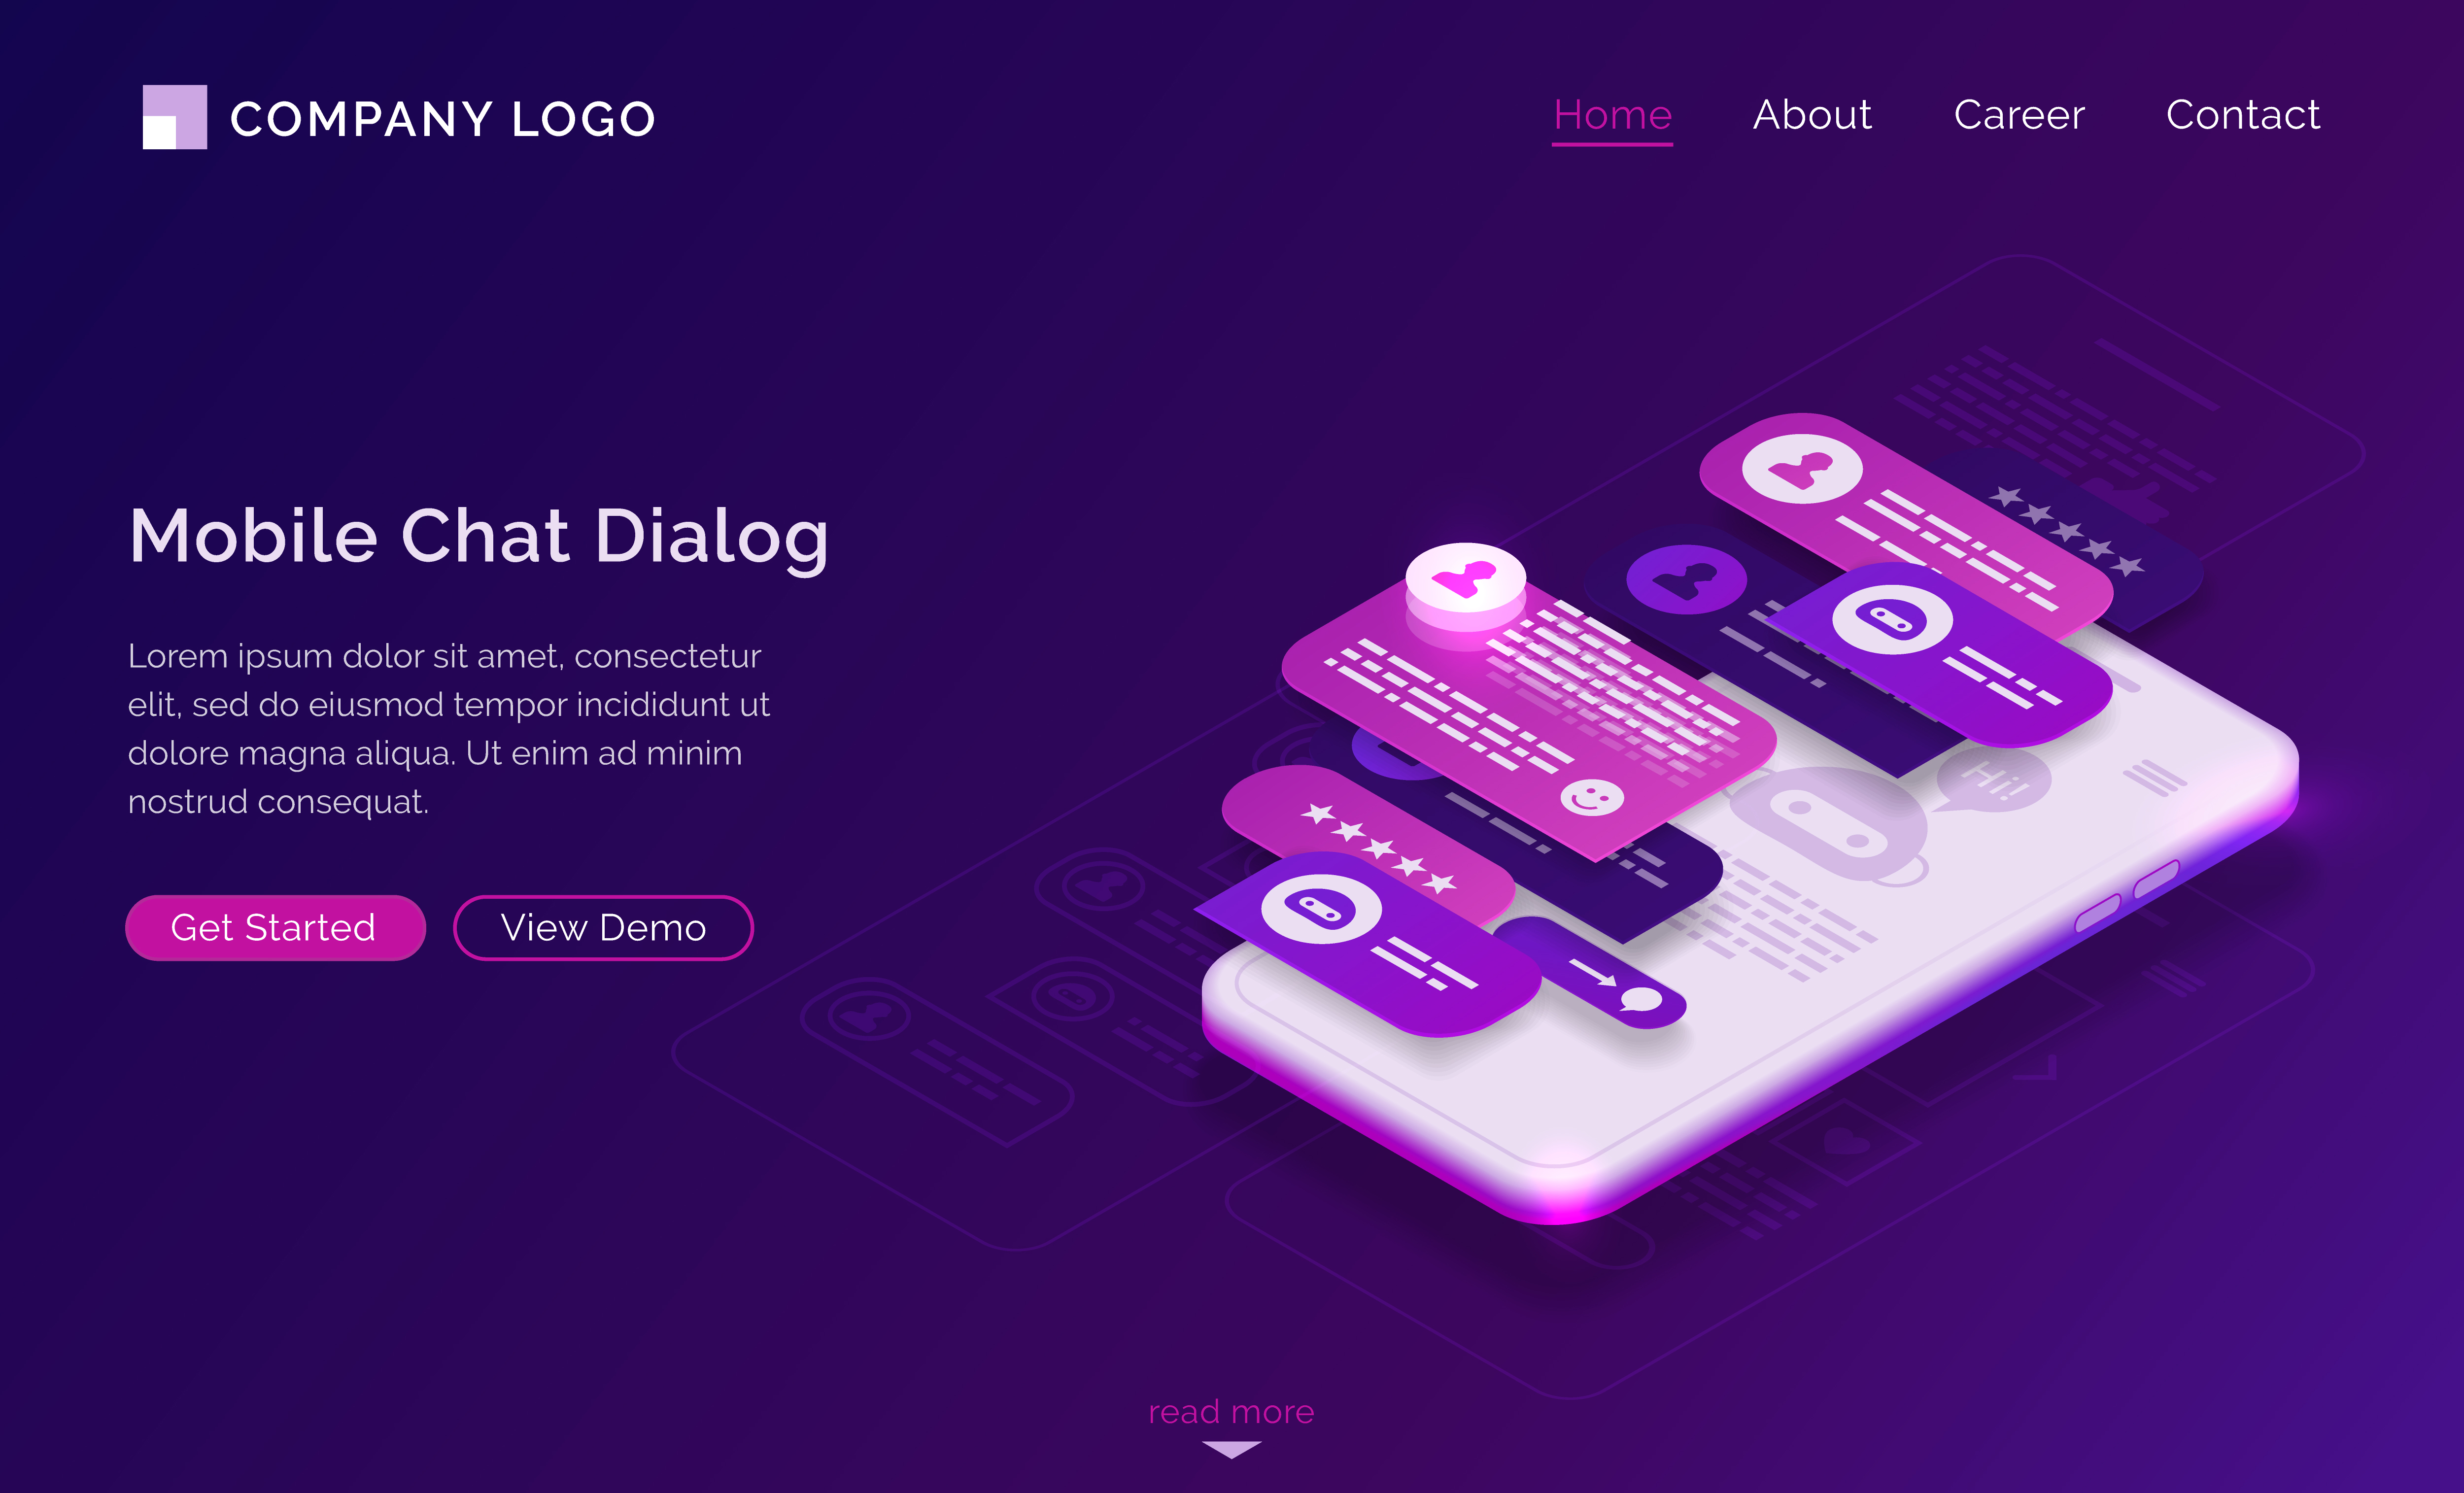 COMPANY LOGO
Home About Career Contact
Mobile Chat Dialog
Lorem ipsum dolor sit amet, consectetur
elit, sed do eiusmod tempor incididunt ut
dolore magna aliqua. Ut enim ad minim
nostrud consequat.
Get Started View Demo
Hi!
read more